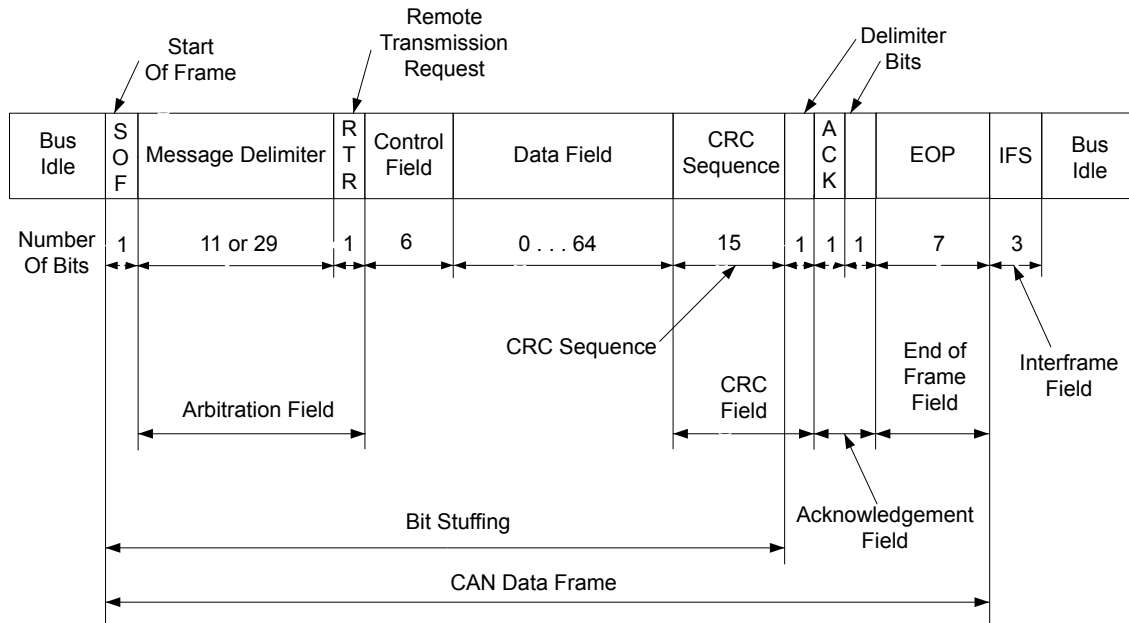 Remote
Transmission
Request
Start
Of Frame
Delimiter
Bits
Bus
Idle
SOF
Message Delimiter
RTR
Control
Field
Data Field
CRC
Sequence
ACK
EOP
IFS
Bus
Idle
Number
Of Bits
1
11 or 29
1
6
0 . . . 64
15
1
1
1
7
3
CRC Sequence
End of
Frame
Field
Interframe
Field
Arbitration Field
CRC
Field
Bit Stuffing
Acknowledgement
Field
CAN Data Frame